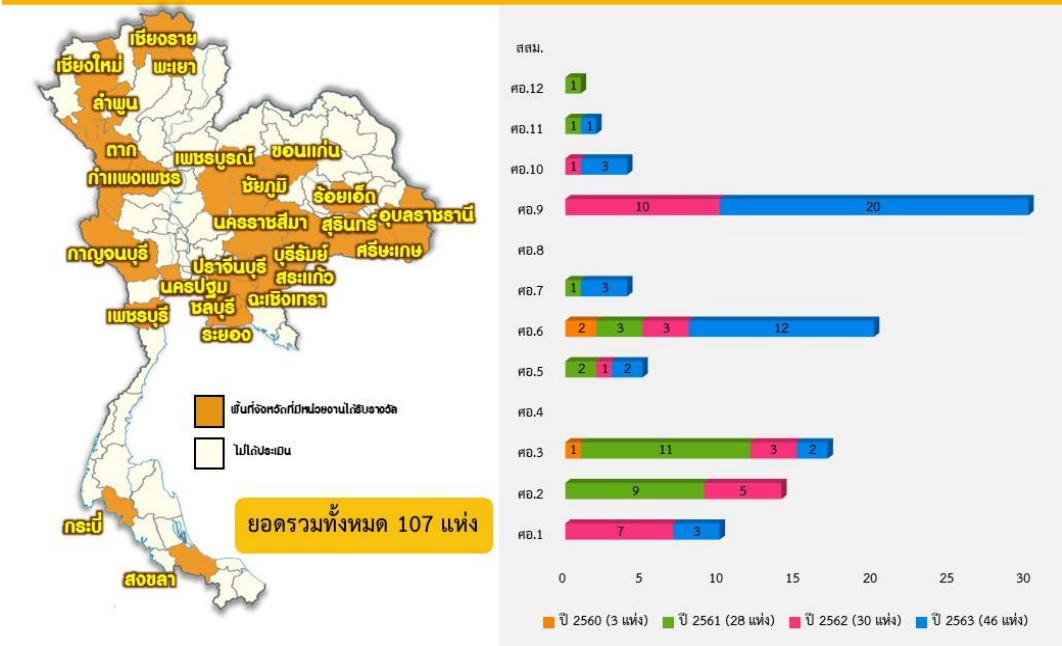 เชียงราย
เชียงใหม่
พะเยา
ลำพูน
ตาก
เพชรบูรณ์
ขอนแก่น
กำแพงเพชร
ชัยภูมิ
ร้อยเอ็ด
นครราชสีมา
สุรินทร์
อุบลราชธานี
กาญจนบุรี
ปราจีนบุรี
บุรีรัมย์
ศรีษะเกษ
สระแก้ว
นครปฐม
ชลบุรี
ฉะเชิงเทรา
เพชรบุรี
ระยอง
พื้นที่จังหวัดที่มีหน่วยงานได้รับรางวัล
ไม่ได้ประเมิน
ยอดรวมทั้งหมด 107 แห่ง
กระบี่
สงขลา
สสม.
ศอ.12 1
ศอ.11 1 1
ศอ.10 1 3
ศอ.9 10 20
ศอ.8
ศอ.7 1 3
ศอ.6 2 3 3 12
ศอ.5 2 1 2
ศอ.4
ศอ.3 1 11 3 2
ศอ.2 9 5
ศอ.1 7 3
0 5 10 15 20 25 30
ปี 2560 (3 แห่ง) ปี 2561 (28 แห่ง) ปี 2562 (30 แห่ง) ปี 2563 (46 แห่ง)